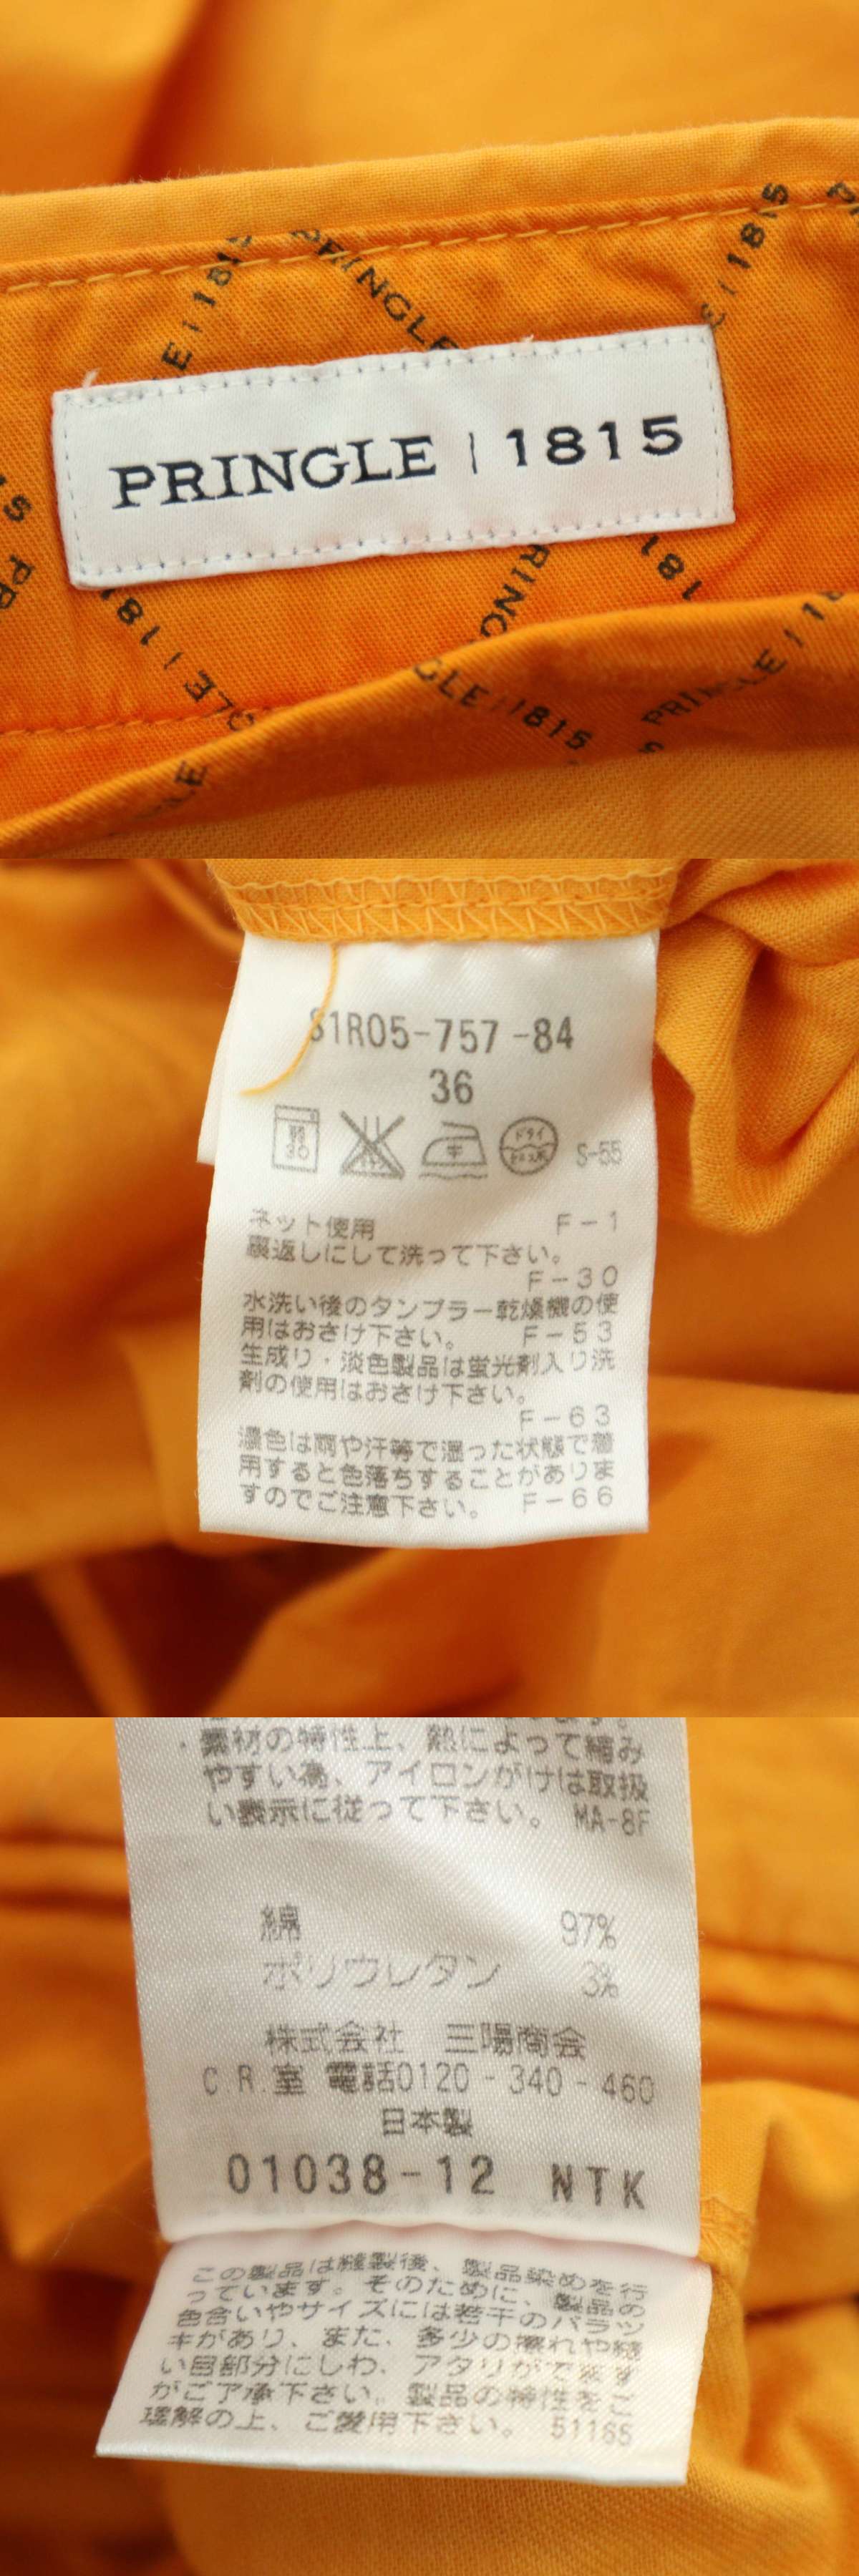 PRINGLE | 1815
E | 1815
PRINGLE
E | 1815
GLE | 1815
PRINGLE | 18
S1R05-757-84
36
ドライ
S-55
ネット使用 F-1
裏返しにして洗って下さい。
F-30
水洗い後のタンブラー乾燥機の使
用はおさけ下さい。 F-53
生成り・淡色製品は蛍光剤入り洗
剤の使用はおさけ下さい。
F-63
濃色は雨や汗等で湿った状態で着
用すると色落ちすることがありま
すのでご注意下さい。 F-66
素材の特性上、熱によって縮み
やすい為、アイロンがけは取扱
い表示に従って下さい。 MA-8F
綿 97%
ポリウレタン 3%
株式会社 三陽商会
C.R.室 電話0120-340-460
日本製
01038-12 NTK
この製品は縫製後、製品染めを行
っています。そのために、製品の
色合いやサイズには若干のバラツ
キがあり、また、多少の擦れや縫
い目部分にしわ、アタリがでます
がご了承下さい。製品の特性をご
理解の上、ご愛用下さい。 51165